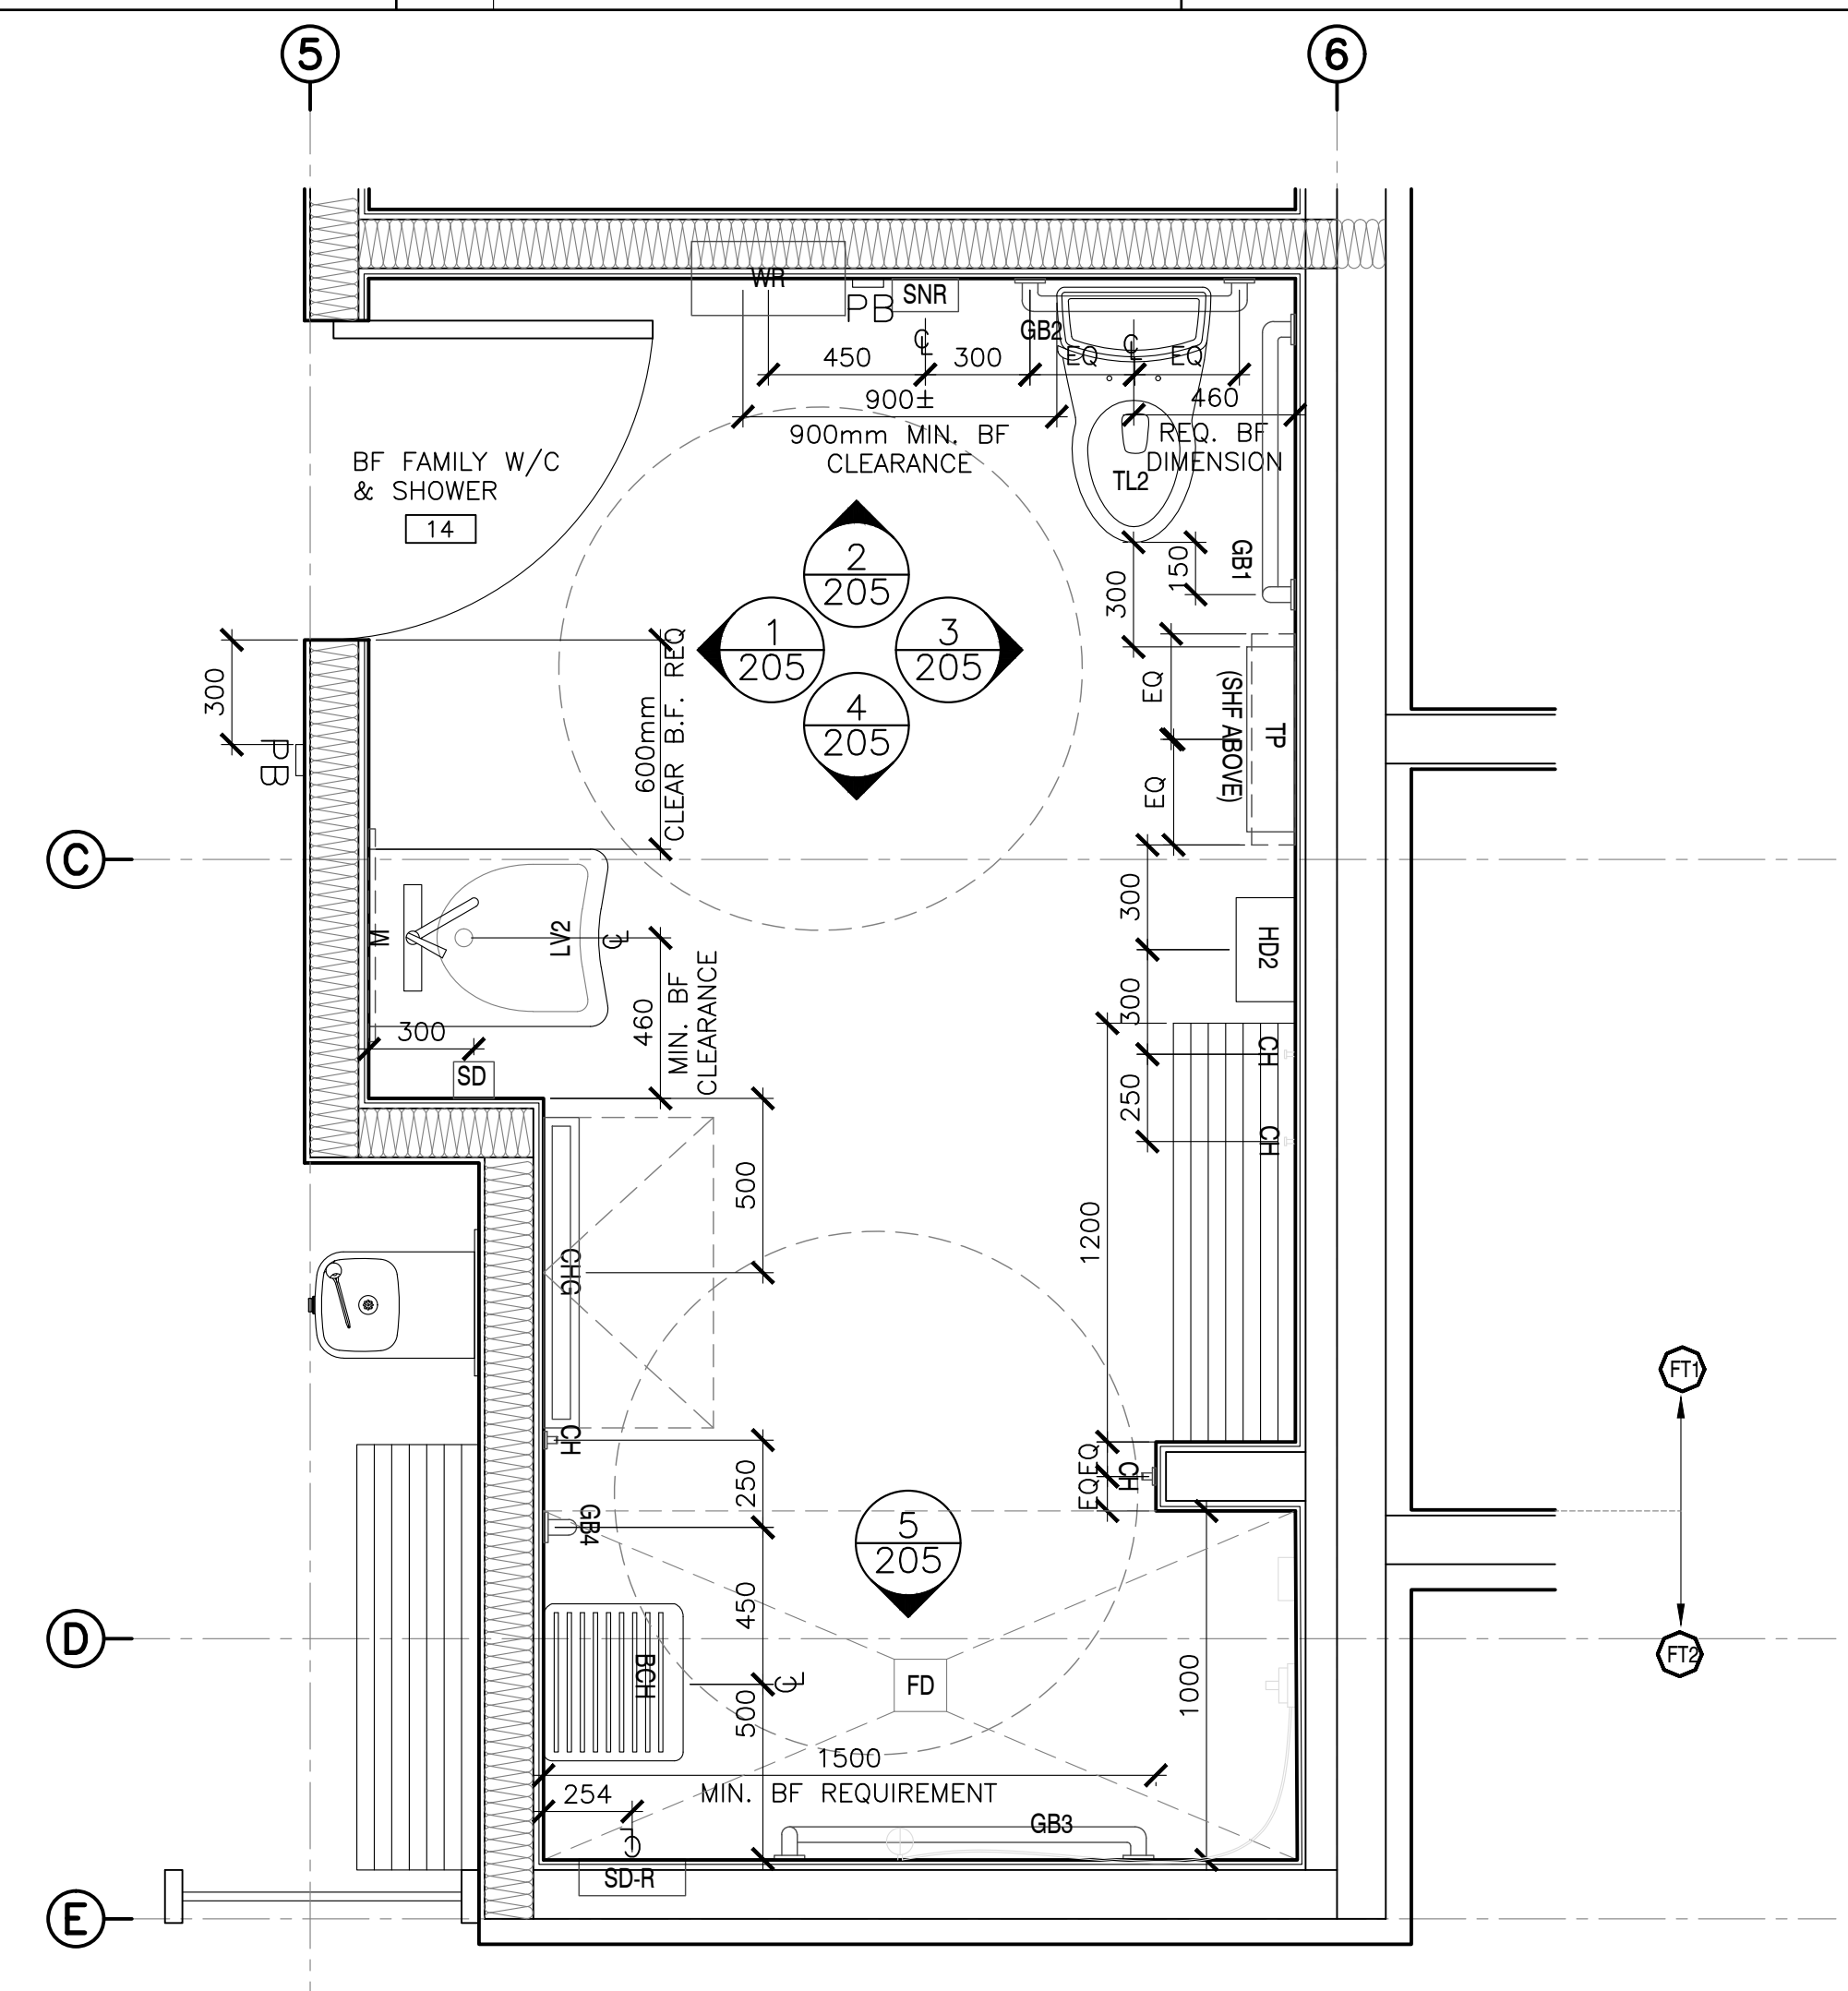 5
6
WR
PB
SNR
GB2
℄
℄
450
300
EQ
EQ
900±
460
900mm MIN. BF
CLEARANCE
REQ. BF
DIMENSION
TL2
BF FAMILY W/C
& SHOWER
14
2
205
1
205
3
205
4
205
300
150
GB1
300
PB
600mm
CLEAR B.F. REQ
EQ
EQ
(SHF ABOVE)
TP
C
M
LV2
℄
300
SD
460
MIN. BF
CLEARANCE
300
HD2
300
CH
250
CH
500
CHG
1200
CH
250
GB4
EQ
EQ
CH
FT1
5
205
450
D
BCH
℄
FD
500
1000
FT2
1500
MIN. BF REQUIREMENT
254
℄
GB3
SD-R
E